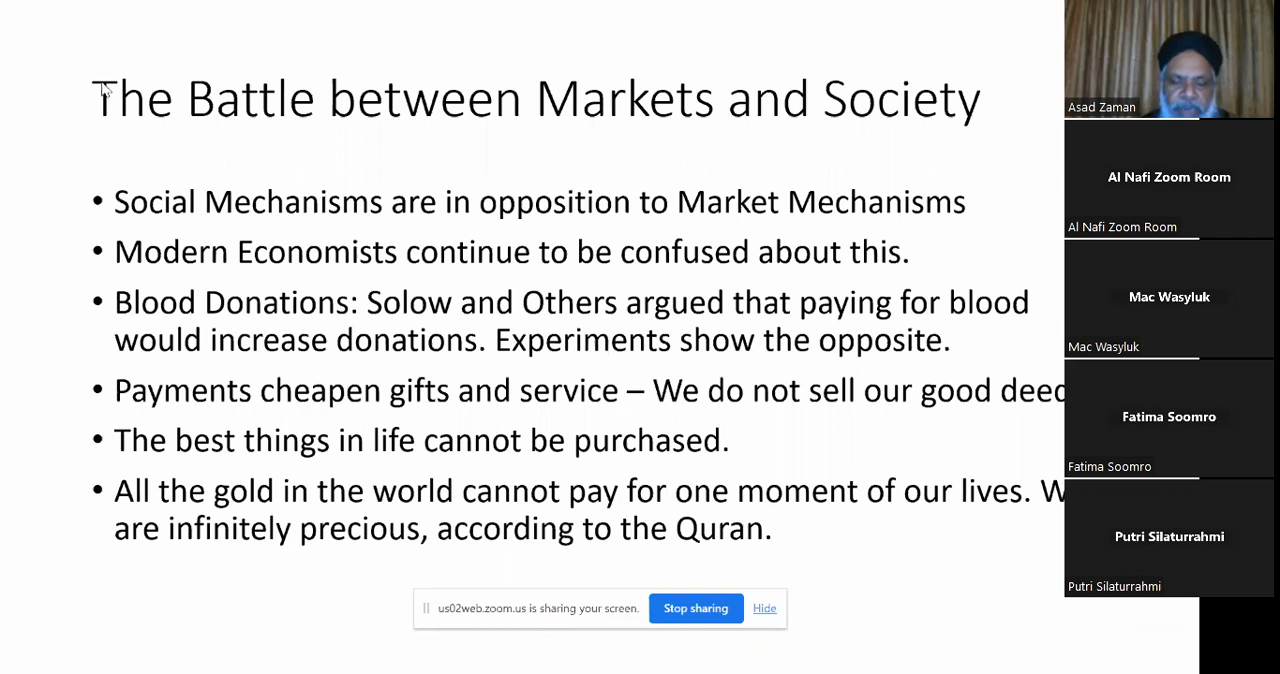 The Battle between Markets and Society
• Social Mechanisms are in opposition to Market Mechanisms
• Modern Economists continue to be confused about this.
• Blood Donations: Solow and Others argued that paying for blood
would increase donations. Experiments show the opposite.
• Payments cheapen gifts and service – We do not sell our good deed
• The best things in life cannot be purchased.
• All the gold in the world cannot pay for one moment of our lives. W
are infinitely precious, according to the Quran.
us02web.zoom.us is sharing your screen. Stop sharing Hide
Asad Zaman
Al Nafi Zoom Room
Al Nafi Zoom Room
Mac Wasyluk
Mac Wasyluk
Fatima Soomro
Fatima Soomro
Putri Silaturrahmi
Putri Silaturrahmi